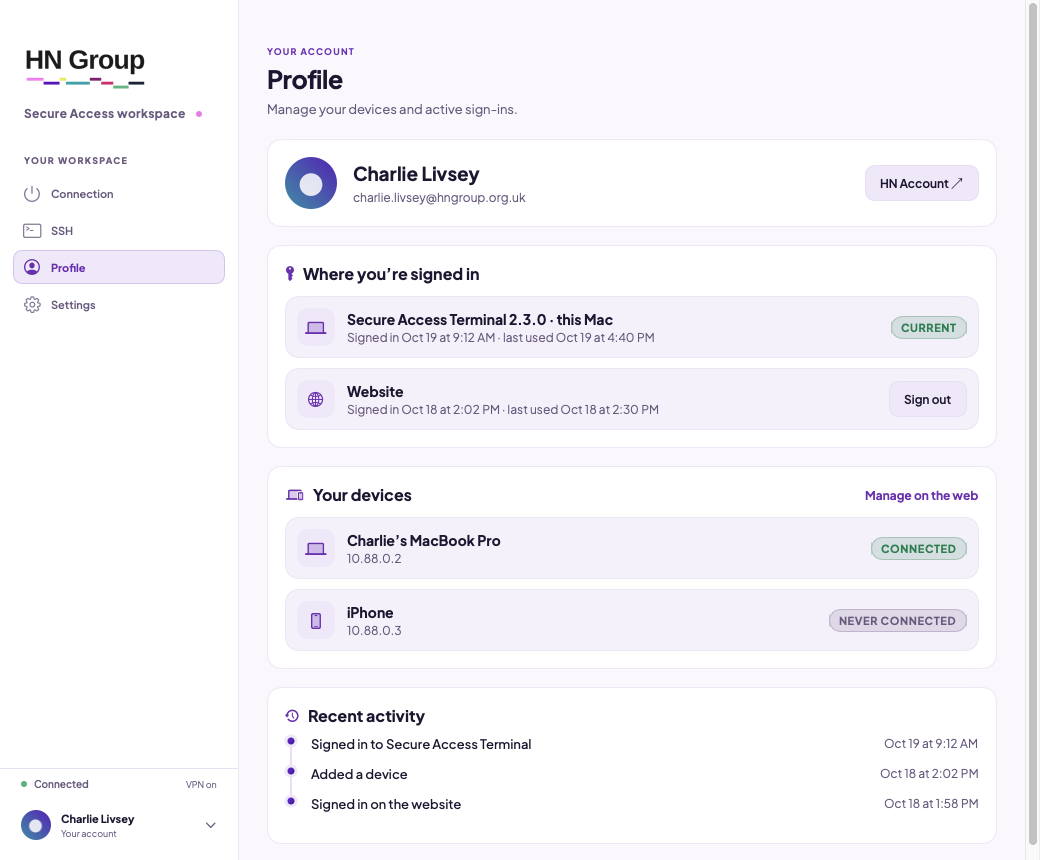 HN Group
Secure Access workspace
YOUR WORKSPACE
Connection
SSH
Profile
Settings
Connected
VPN on
Charlie Livsey
Your account
YOUR ACCOUNT
Profile
Manage your devices and active sign-ins.
Charlie Livsey
charlie.livsey@hngroup.org.uk
HN Account ↗
Where you’re signed in
Secure Access Terminal 2.3.0 · this Mac
Signed in Oct 19 at 9:12 AM · last used Oct 19 at 4:40 PM
CURRENT
Website
Signed in Oct 18 at 2:02 PM · last used Oct 18 at 2:30 PM
Sign out
Your devices
Manage on the web
Charlie’s MacBook Pro
10.88.0.2
CONNECTED
iPhone
10.88.0.3
NEVER CONNECTED
Recent activity
Signed in to Secure Access Terminal
Oct 19 at 9:12 AM
Added a device
Oct 18 at 2:02 PM
Signed in on the website
Oct 18 at 1:58 PM